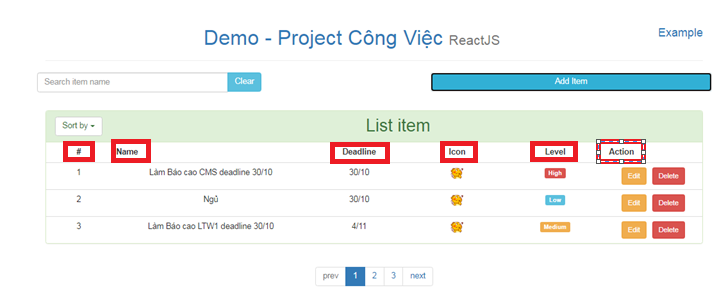 Demo - Project Công Việc ReactJS
Example
Search item name Clear
Add Item
Sort by
List item
# Name Deadline Icon Level Action
1 Làm Báo cao CMS deadline 30/10 30/10 High Edit Delete
2 Ngủ 30/10 Low Edit Delete
3 Làm Báo cao LTW1 deadline 30/10 4/11 Medium Edit Delete
prev 1 2 3 next